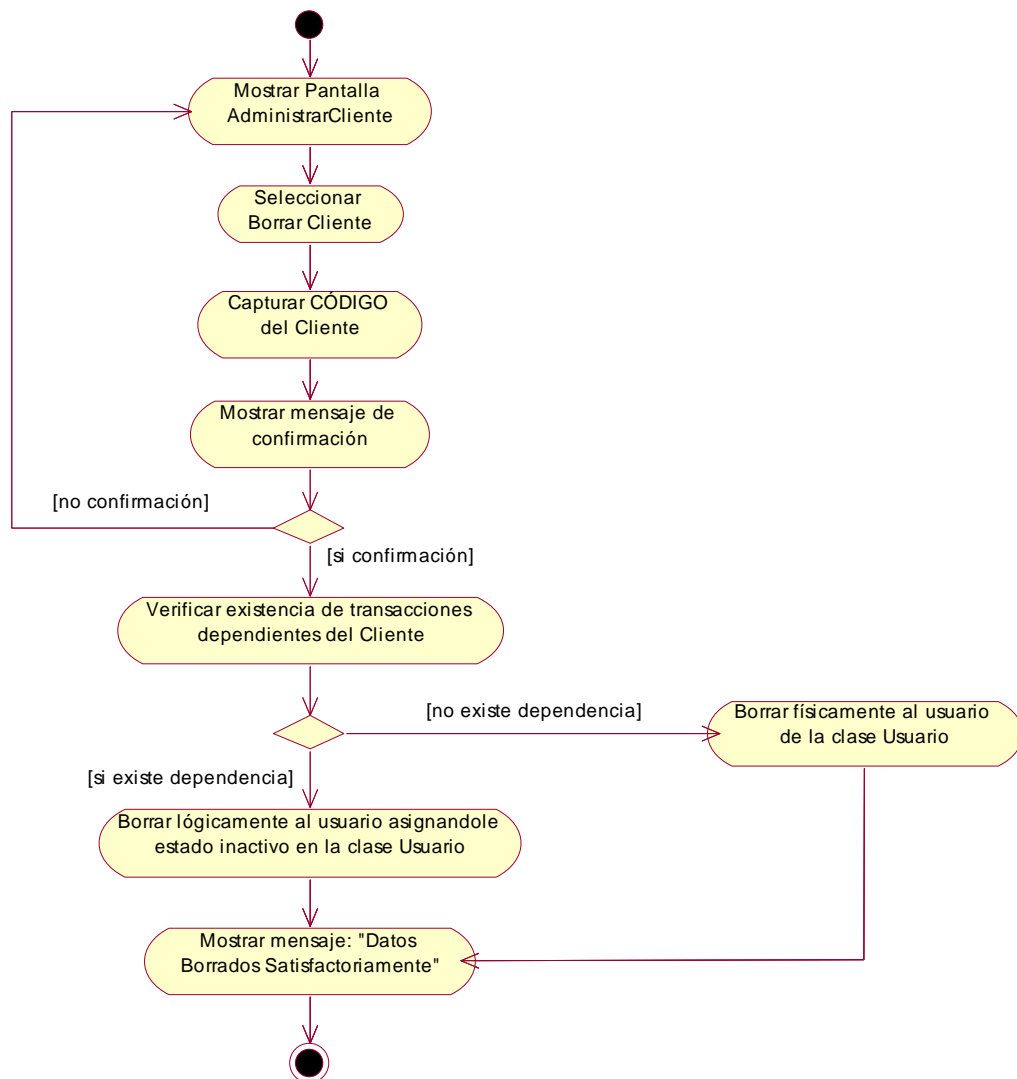 Mostrar Pantalla
AdministrarCliente
Seleccionar
Borrar Cliente
Capturar CÓDIGO
del Cliente
Mostrar mensaje de
confirmación
[no confirmación]
[si confirmación]
Verificar existencia de transacciones
dependientes del Cliente
[no existe dependencia]
Borrar físicamente al usuario
de la clase Usuario
[si existe dependencia]
Borrar lógicamente al usuario asignandole
estado inactivo en la clase Usuario
Mostrar mensaje: "Datos
Borrados Satisfactoriamente"